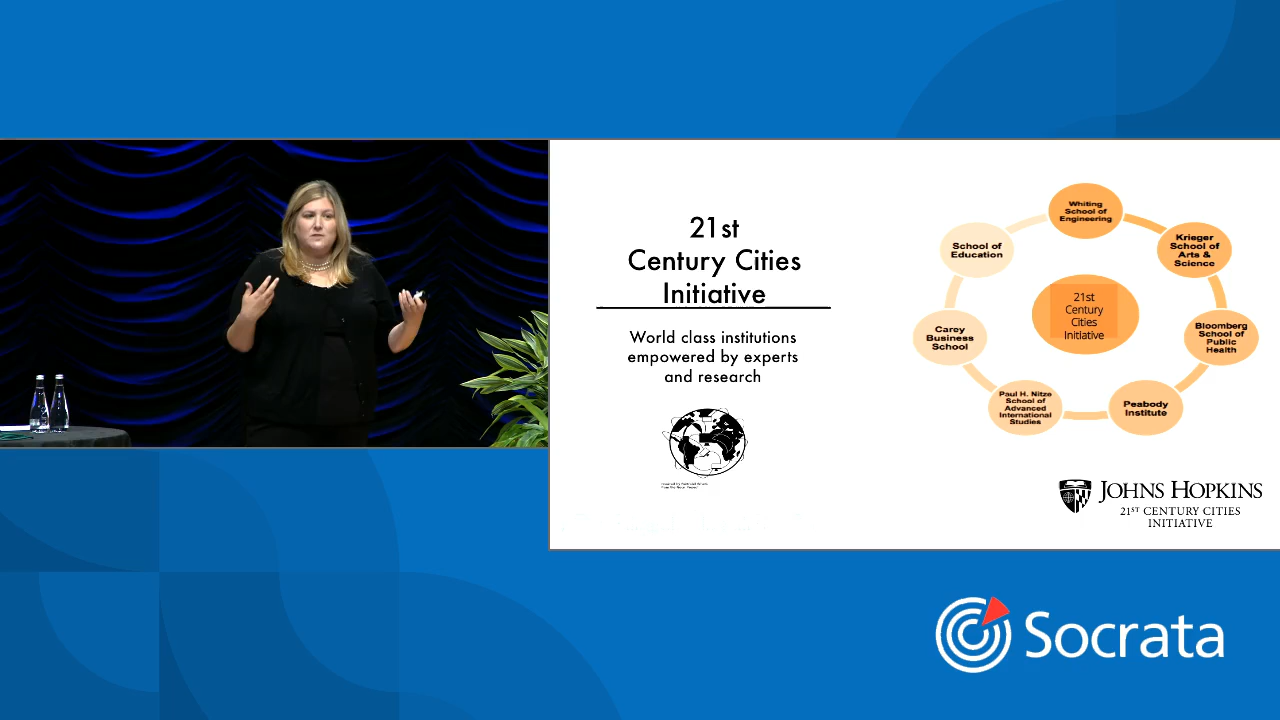 21st
Century Cities
Initiative
World class institutions
empowered by experts
and research
Whiting
School of
Engineering
Krieger
School of
Arts &
Science
Bloomberg
School of
Public
Health
Peabody
Institute
Paul H. Nitze
School of
Advanced
International
Studies
Carey
Business
School
School of
Education
21st
Century
Cities
Initiative
JOHNS HOPKINS
21ST CENTURY CITIES
INITIATIVE
Socrata